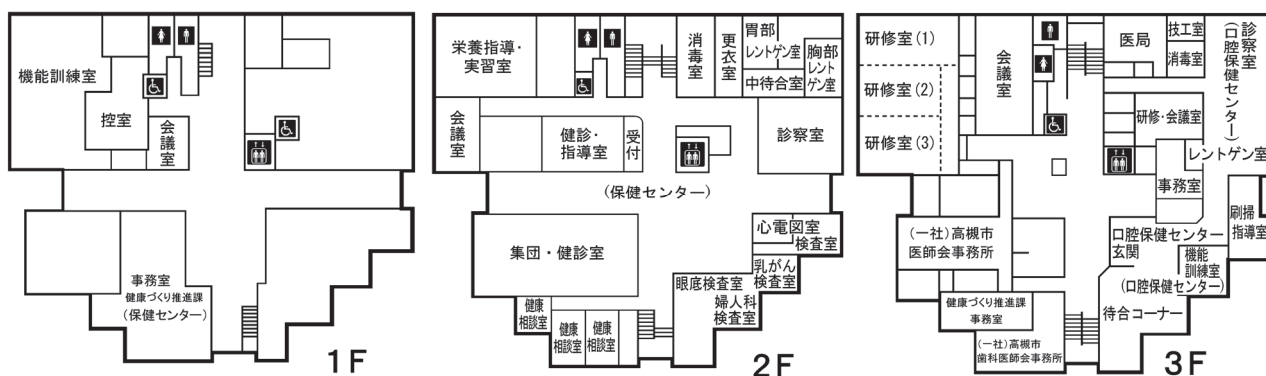 機能訓練室
控室
会議室
事務室
健康づくり推進課
(保健センター)
1F
栄養指導・
実習室
消毒室
更衣室
胃部
レントゲン室
胸部
レント
ゲン室
中待合室
会議室
健診・
指導室
受付
診察室
(保健センター)
集団・健診室
心電図室
検査室
乳がん
検査室
眼底検査室
婦人科
検査室
健康
相談室
健康
相談室
健康
相談室
2F
研修室(1)
研修室(2)
研修室(3)
会議室
医局
技工室
消毒室
診察室
(口腔保健センター)
研修・会議室
レントゲン室
事務室
刷掃
指導室
(一社)高槻市
医師会事務所
口腔保健センター
玄関
機能
訓練室
(口腔保健センター)
待合コーナー
健康づくり推進課
事務室
(一社)高槻市
歯科医師会事務所
3F